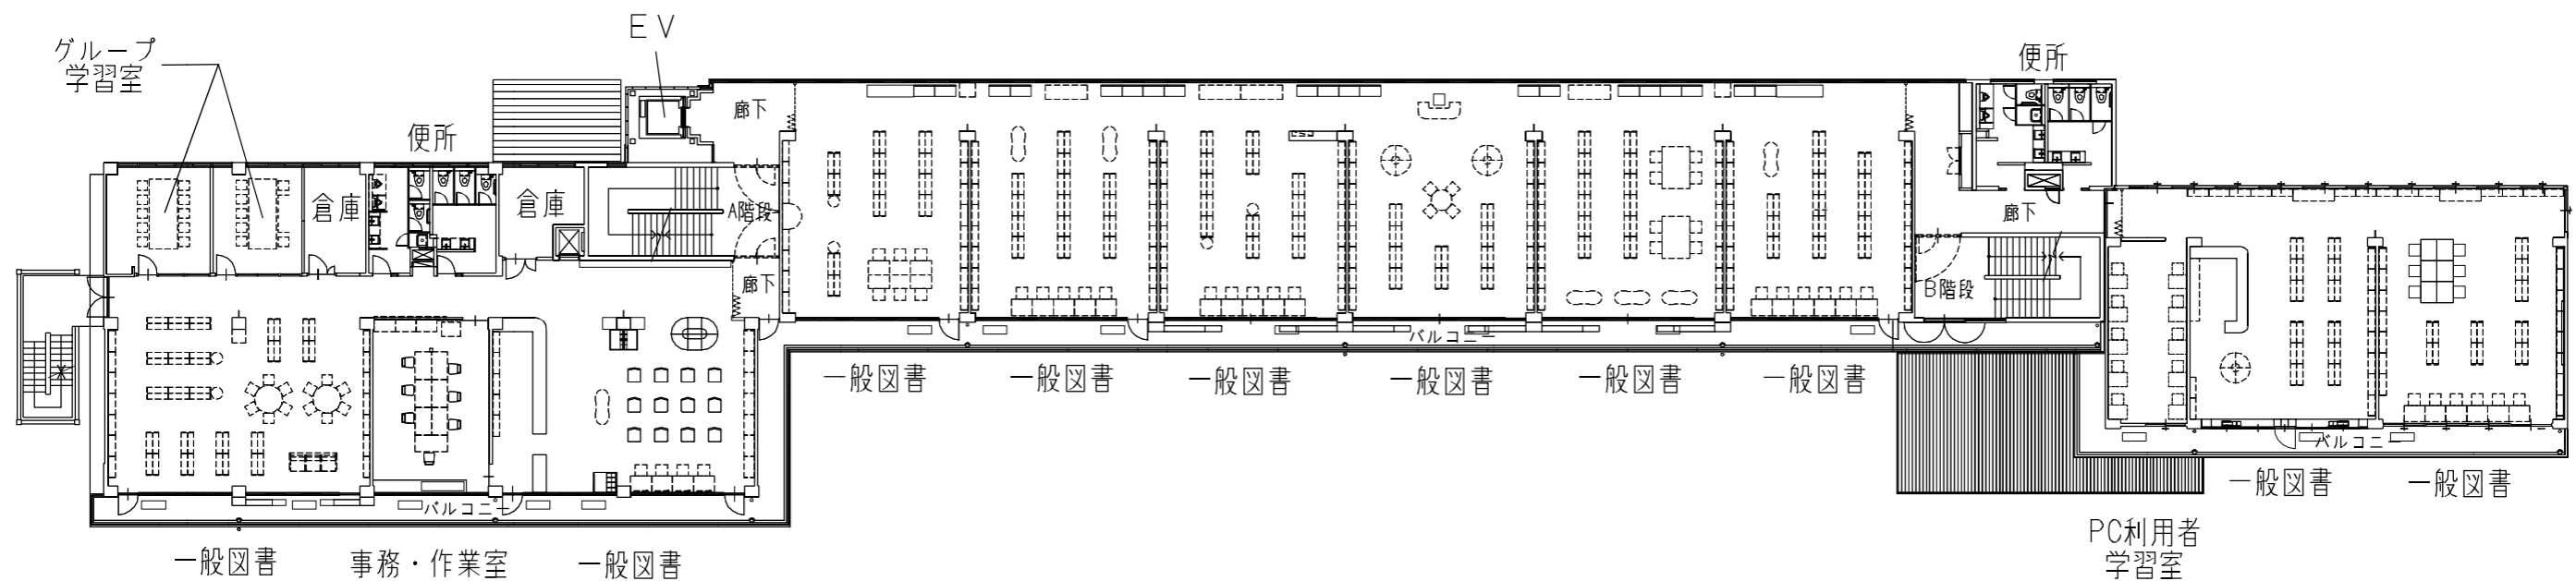 EV
グループ
学習室
便所
便所
廊下
倉庫
倉庫
A階段
廊下
廊下
B階段
バルコニー
一般図書
一般図書
一般図書
一般図書
一般図書
一般図書
バルコニー
一般図書
一般図書
バルコニー
PC利用者
学習室
一般図書
事務・作業室
一般図書